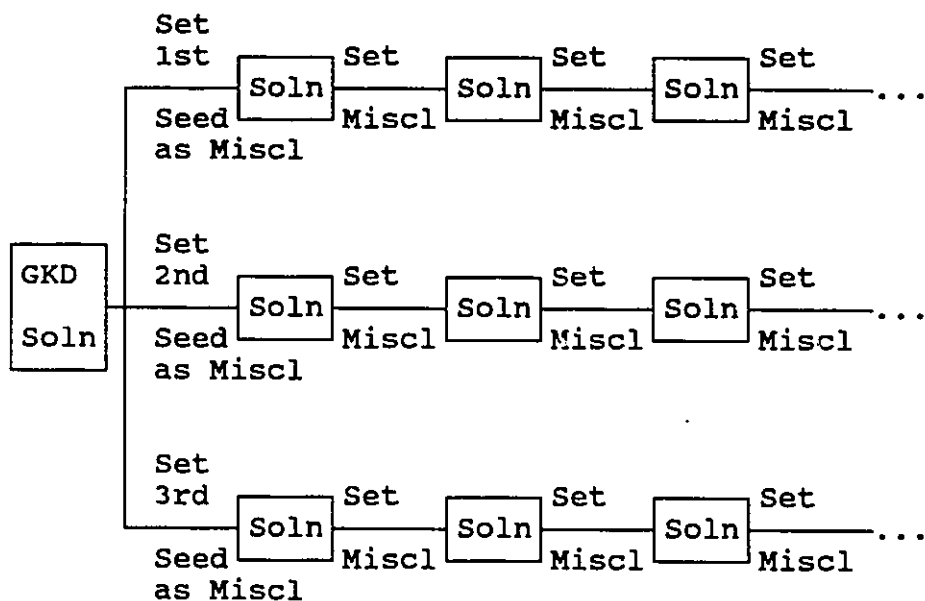 Set
1st
Soln Set Soln Set Soln Set
...
Seed Miscl Miscl Miscl
as Miscl
GKD
Soln
Set
2nd
Soln Set Soln Set Soln Set
...
Seed Miscl Miscl Miscl
as Miscl
Set
3rd
Soln Set Soln Set Soln Set
...
Seed Miscl Miscl Miscl
as Miscl